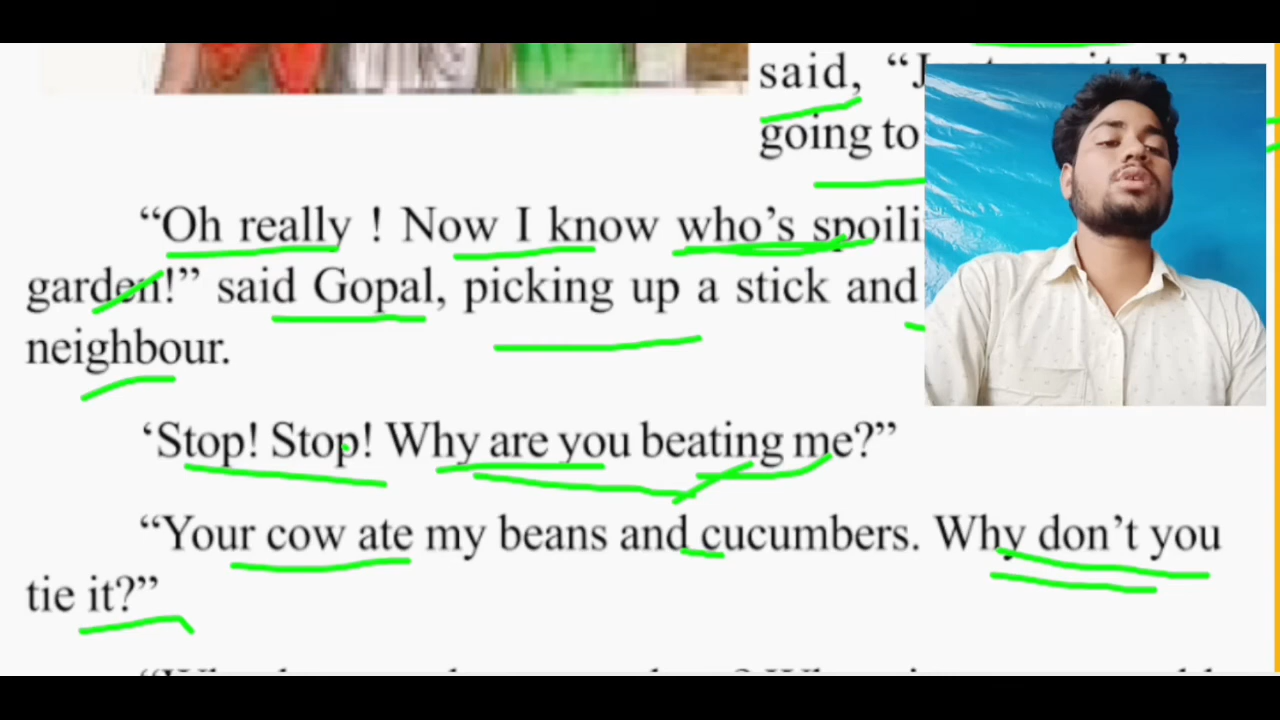 said, “
going to
“Oh really ! Now I know who’s spoili
garden!” said Gopal, picking up a stick and
neighbour.
‘Stop! Stop! Why are you beating me?”
“Your cow ate my beans and cucumbers. Why don’t you
tie it?”